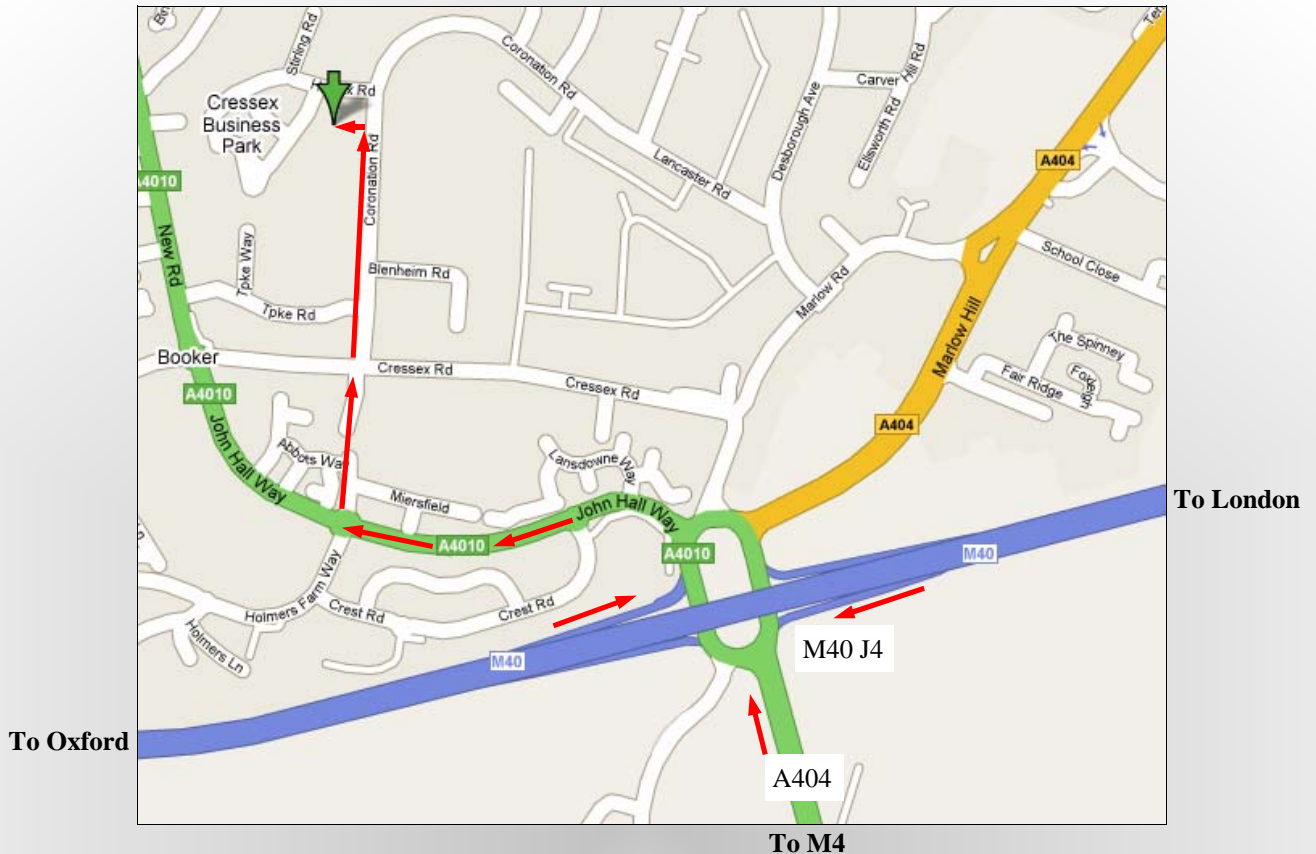 Stirling Rd
Coronation Rd
Carver Hill Rd
Cressex
Business
Park
Desborough Ave
Ellsworth Rd
A404
A4010
Coronation Rd
Lancaster Rd
New Rd
Tpke Way
Blenheim Rd
School Close
Marlow Rd
Tpke Rd
Marlow Hill
The Spinney
Booker
Cressex Rd
Fair Ridge
Foxleigh
A4010
Cressex Rd
A404
John Hall Way
Abbots Way
Lansdowne Way
Miersfield
John Hall Way
To London
A4010
A4010
M40
Holmers Farm Way
Crest Rd
Crest Rd
Holmers Ln
M40
M40 J4
To Oxford
A404
To M4